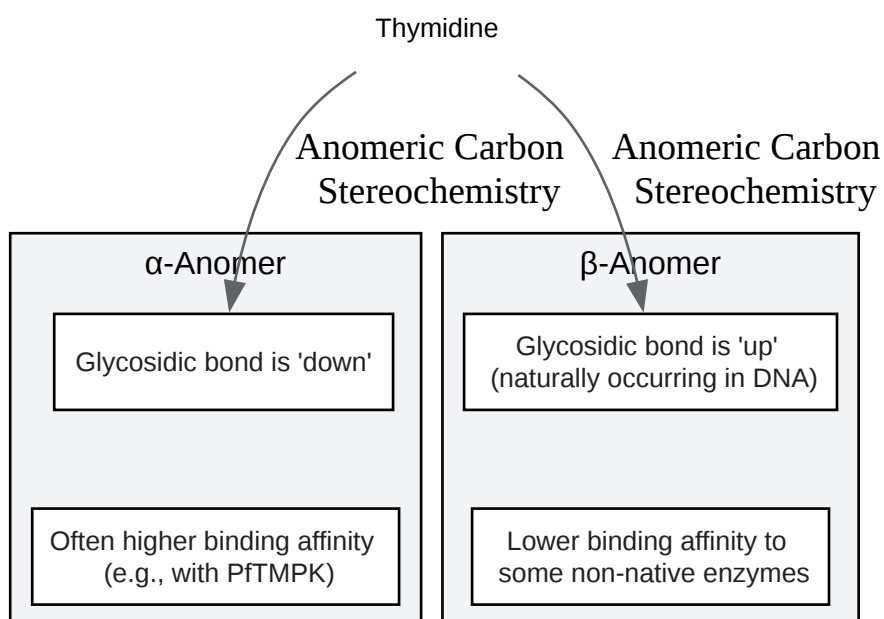 Thymidine
Anomeric Carbon
Stereochemistry
Anomeric Carbon
Stereochemistry
α-Anomer
Glycosidic bond is 'down'
Often higher binding affinity
(e.g., with PfTMPK)
β-Anomer
Glycosidic bond is 'up'
(naturally occurring in DNA)
Lower binding affinity to
some non-native enzymes